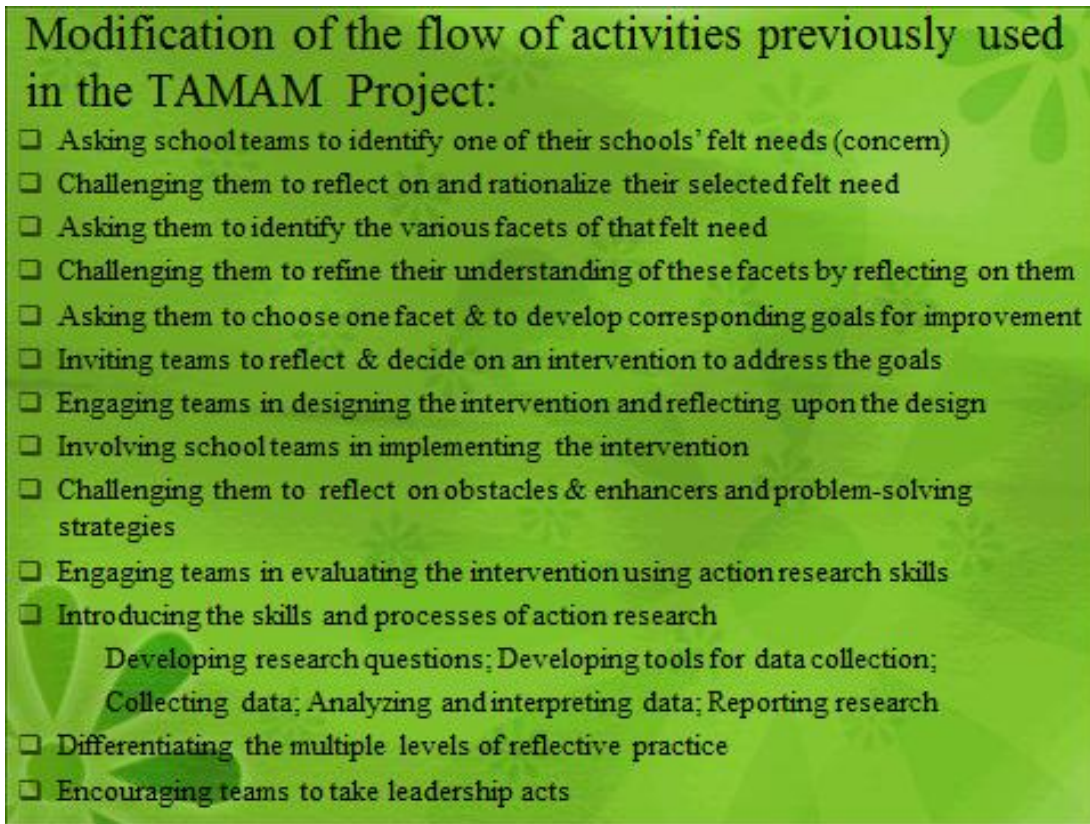 Modification of the flow of activities previously used
in the TAMAM Project:
❑ Asking school teams to identify one of their schools' felt needs (concern)
❑ Challenging them to reflect on and rationalize their selected felt need
❑ Asking them to identify the various facets of that felt need
❑ Challenging them to refine their understanding of these facets by reflecting on them
❑ Asking them to choose one facet & to develop corresponding goals for improvement
❑ Inviting teams to reflect & decide on an intervention to address the goals
❑ Engaging teams in designing the intervention and reflecting upon the design
❑ Involving school teams in implementing the intervention
❑ Challenging them to reflect on obstacles & enhancers and problem-solving
strategies
❑ Engaging teams in evaluating the intervention using action research skills
❑ Introducing the skills and processes of action research
Developing research questions; Developing tools for data collection;
Collecting data; Analyzing and interpreting data; Reporting research
❑ Differentiating the multiple levels of reflective practice
❑ Encouraging teams to take leadership acts